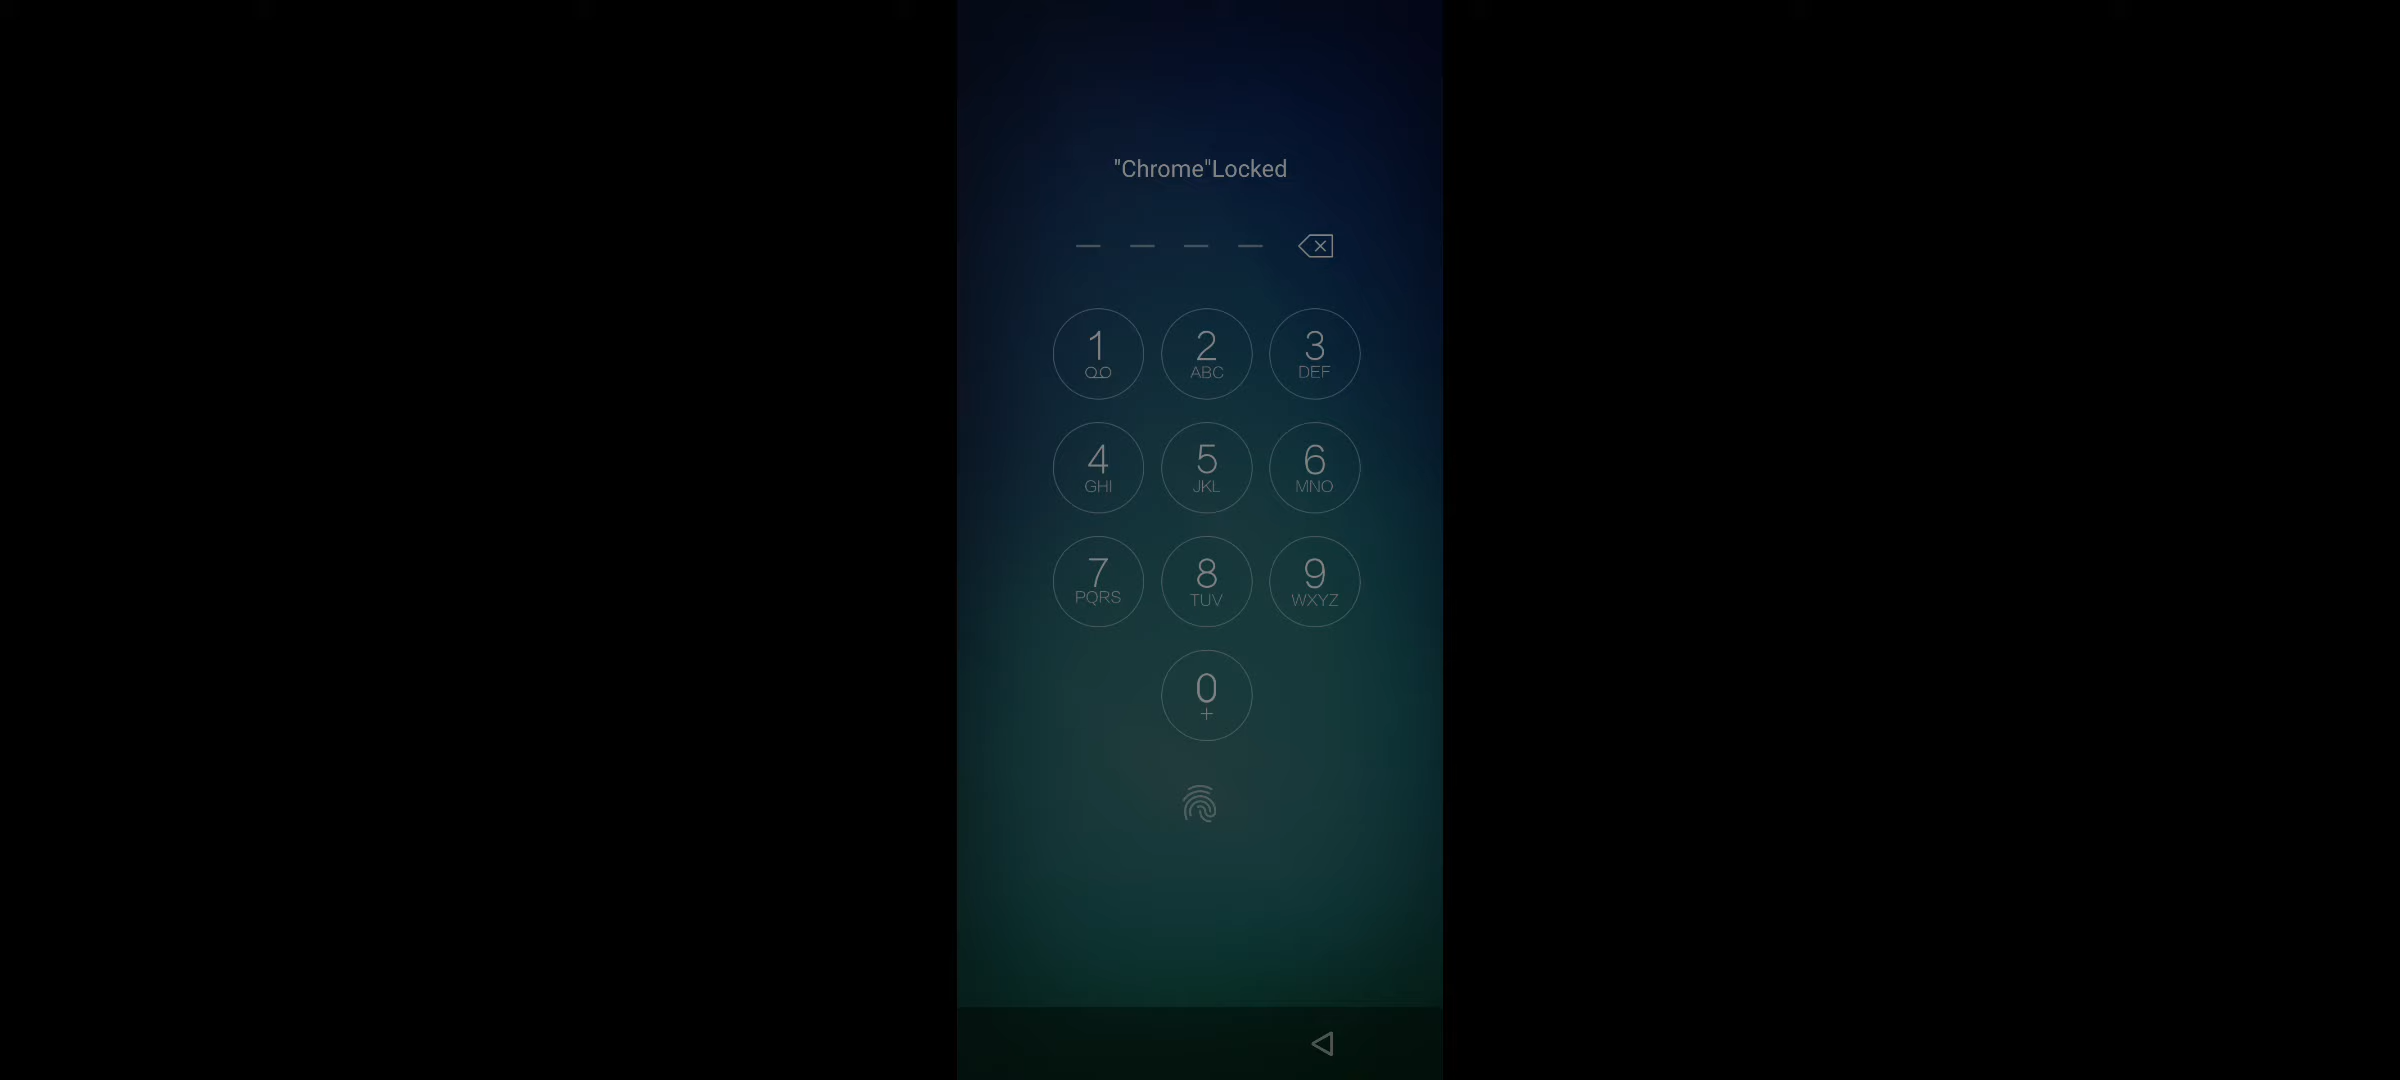 "Chrome"Locked
1 2 3
ABC DEF
4 5 6
GHI JKL MNO
7 8 9
PQRS TUV WXYZ
0
+